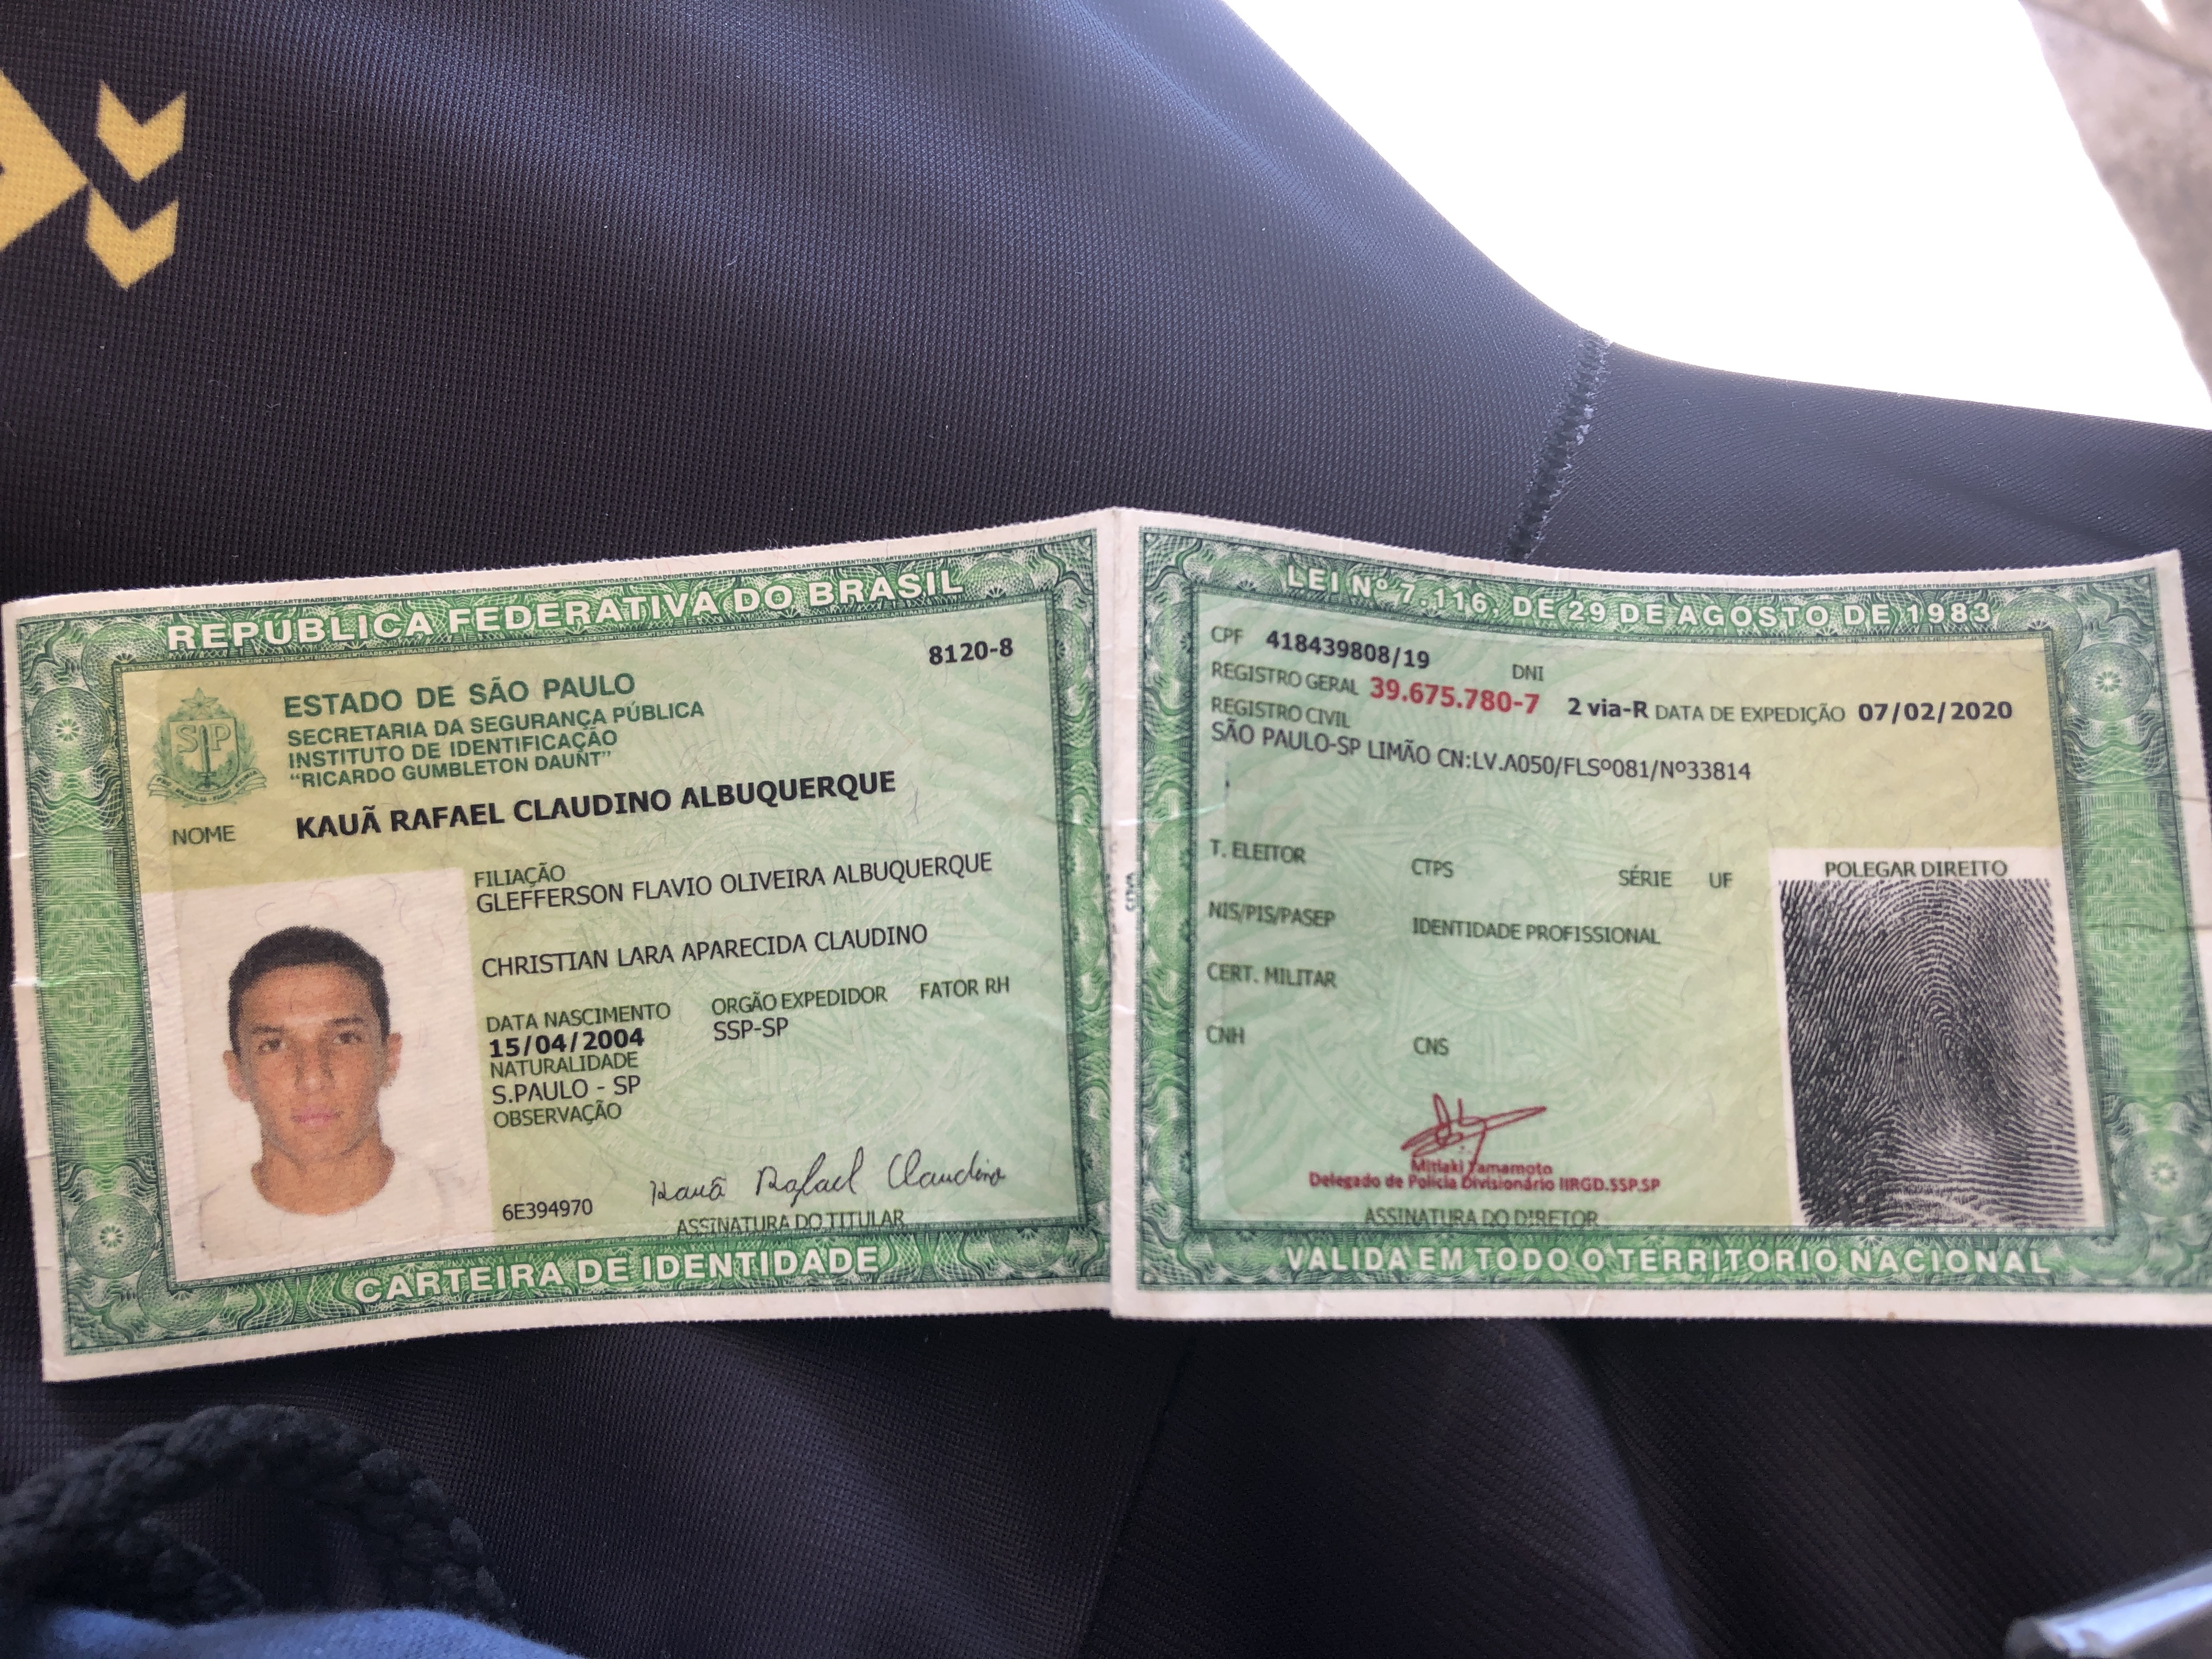 REPÚBLICA FEDERATIVA DO BRASIL
8120-8
ESTADO DE SÃO PAULO
SECRETARIA DA SEGURANÇA PÚBLICA
INSTITUTO DE IDENTIFICAÇÃO
"RICARDO GUMBLETON DAUNT"
NOME KAUÃ RAFAEL CLAUDINO ALBUQUERQUE
FILIAÇÃO
GLEFFERSON FLAVIO OLIVEIRA ALBUQUERQUE
CHRISTIAN LARA APARECIDA CLAUDINO
DATA NASCIMENTO ORGÃO EXPEDIDOR FATOR RH
15/04/2004 SSP-SP
NATURALIDADE
S.PAULO - SP
OBSERVAÇÃO
6E394970 Kauã Rafael Claudino
ASSINATURA DO TITULAR
CARTEIRA DE IDENTIDADE
LEI Nº 7.116, DE 29 DE AGOSTO DE 1983
CPF 418439808/19 DNI
REGISTRO GERAL 39.675.780-7 2 via-R DATA DE EXPEDIÇÃO 07/02/2020
REGISTRO CIVIL
SÃO PAULO-SP LIMÃO CN:LV.A050/FLSº081/Nº33814
T. ELEITOR CTPS SÉRIE UF
POLEGAR DIREITO
NIS/PIS/PASEP IDENTIDADE PROFISSIONAL
CERT. MILITAR
CNH CNS
Mitiaki Yamamoto
Delegado de Polícia Divisionário IIRGD.SSP.SP
ASSINATURA DO DIRETOR
VALIDA EM TODO O TERRITORIO NACIONAL